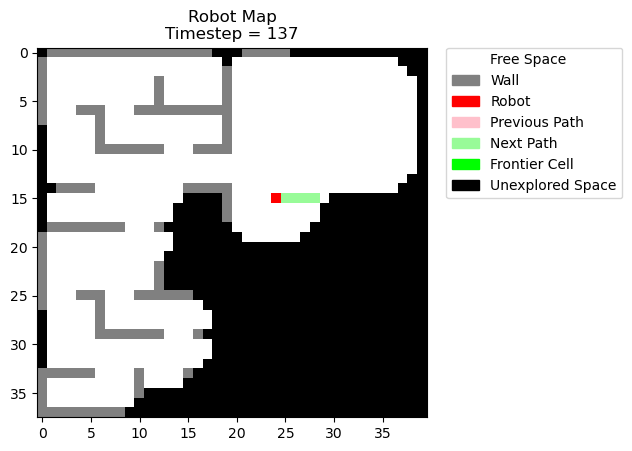 Robot Map
Timestep = 137
0
5
10
15
20
25
30
35
0
5
10
15
20
25
30
35
Free Space
Wall
Robot
Previous Path
Next Path
Frontier Cell
Unexplored Space